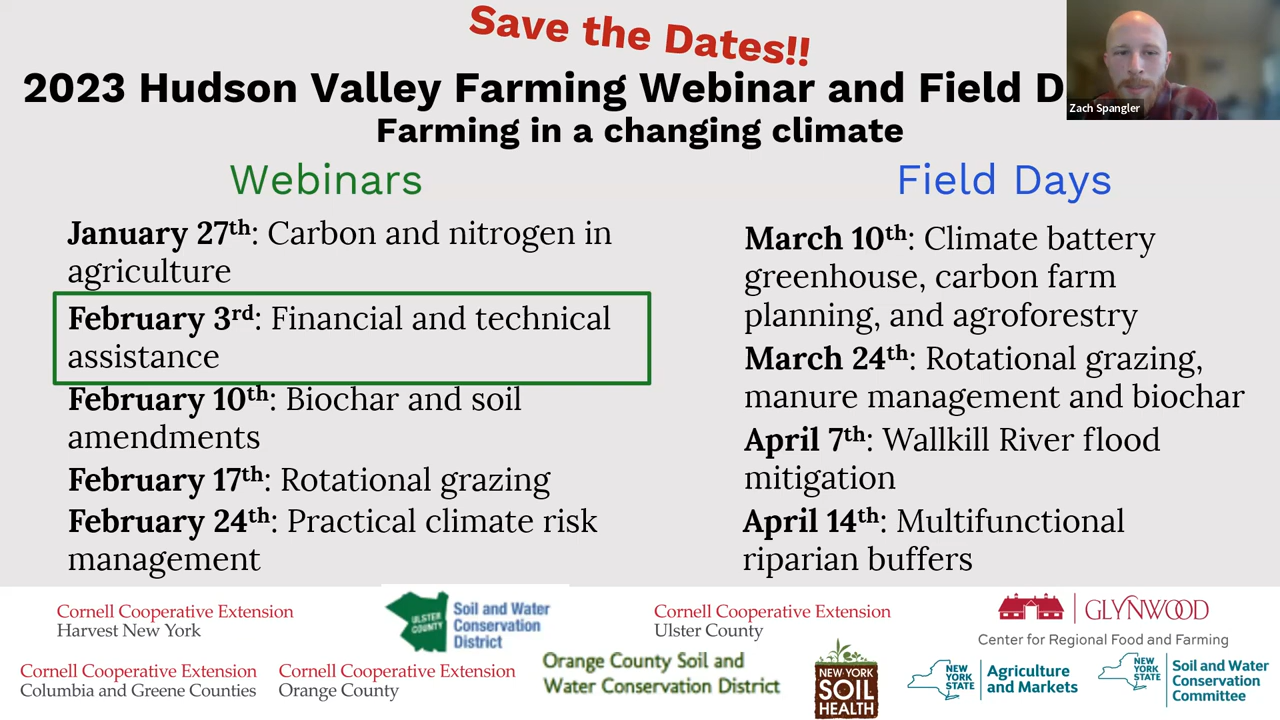 Save the Dates!!
2023 Hudson Valley Farming Webinar and Field D
Zach Spangler
Farming in a changing climate
Webinars
January 27th: Carbon and nitrogen in
agriculture
February 3rd: Financial and technical
assistance
February 10th: Biochar and soil
amendments
February 17th: Rotational grazing
February 24th: Practical climate risk
management
Field Days
March 10th: Climate battery
greenhouse, carbon farm
planning, and agroforestry
March 24th: Rotational grazing,
manure management and biochar
April 7th: Wallkill River flood
mitigation
April 14th: Multifunctional
riparian buffers
Cornell Cooperative Extension
Harvest New York
ULSTER
COUNTY
Soil and Water
Conservation
District
Cornell Cooperative Extension
Ulster County
GLYNWOOD
Center for Regional Food and Farming
Cornell Cooperative Extension
Columbia and Greene Counties
Cornell Cooperative Extension
Orange County
Orange County Soil and
Water Conservation District
NEW YORK
SOIL
HEALTH
NEW
YORK
STATE
Agriculture
and Markets
NEW
YORK
STATE
Soil and Water
Conservation
Committee